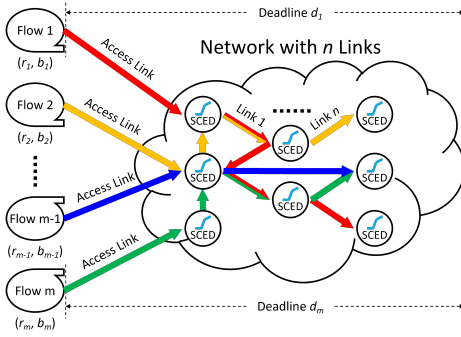 Deadline d1
Flow 1
(r1, b1)
Access Link
Network with n Links
Flow 2
(r2, b2)
Access Link
SCED
Link 1
......
SCED
Link n
SCED
Flow m-1
(rm-1, bm-1)
Access Link
SCED
SCED
SCED
Flow m
(rm, bm)
Access Link
SCED
SCED
Deadline dm